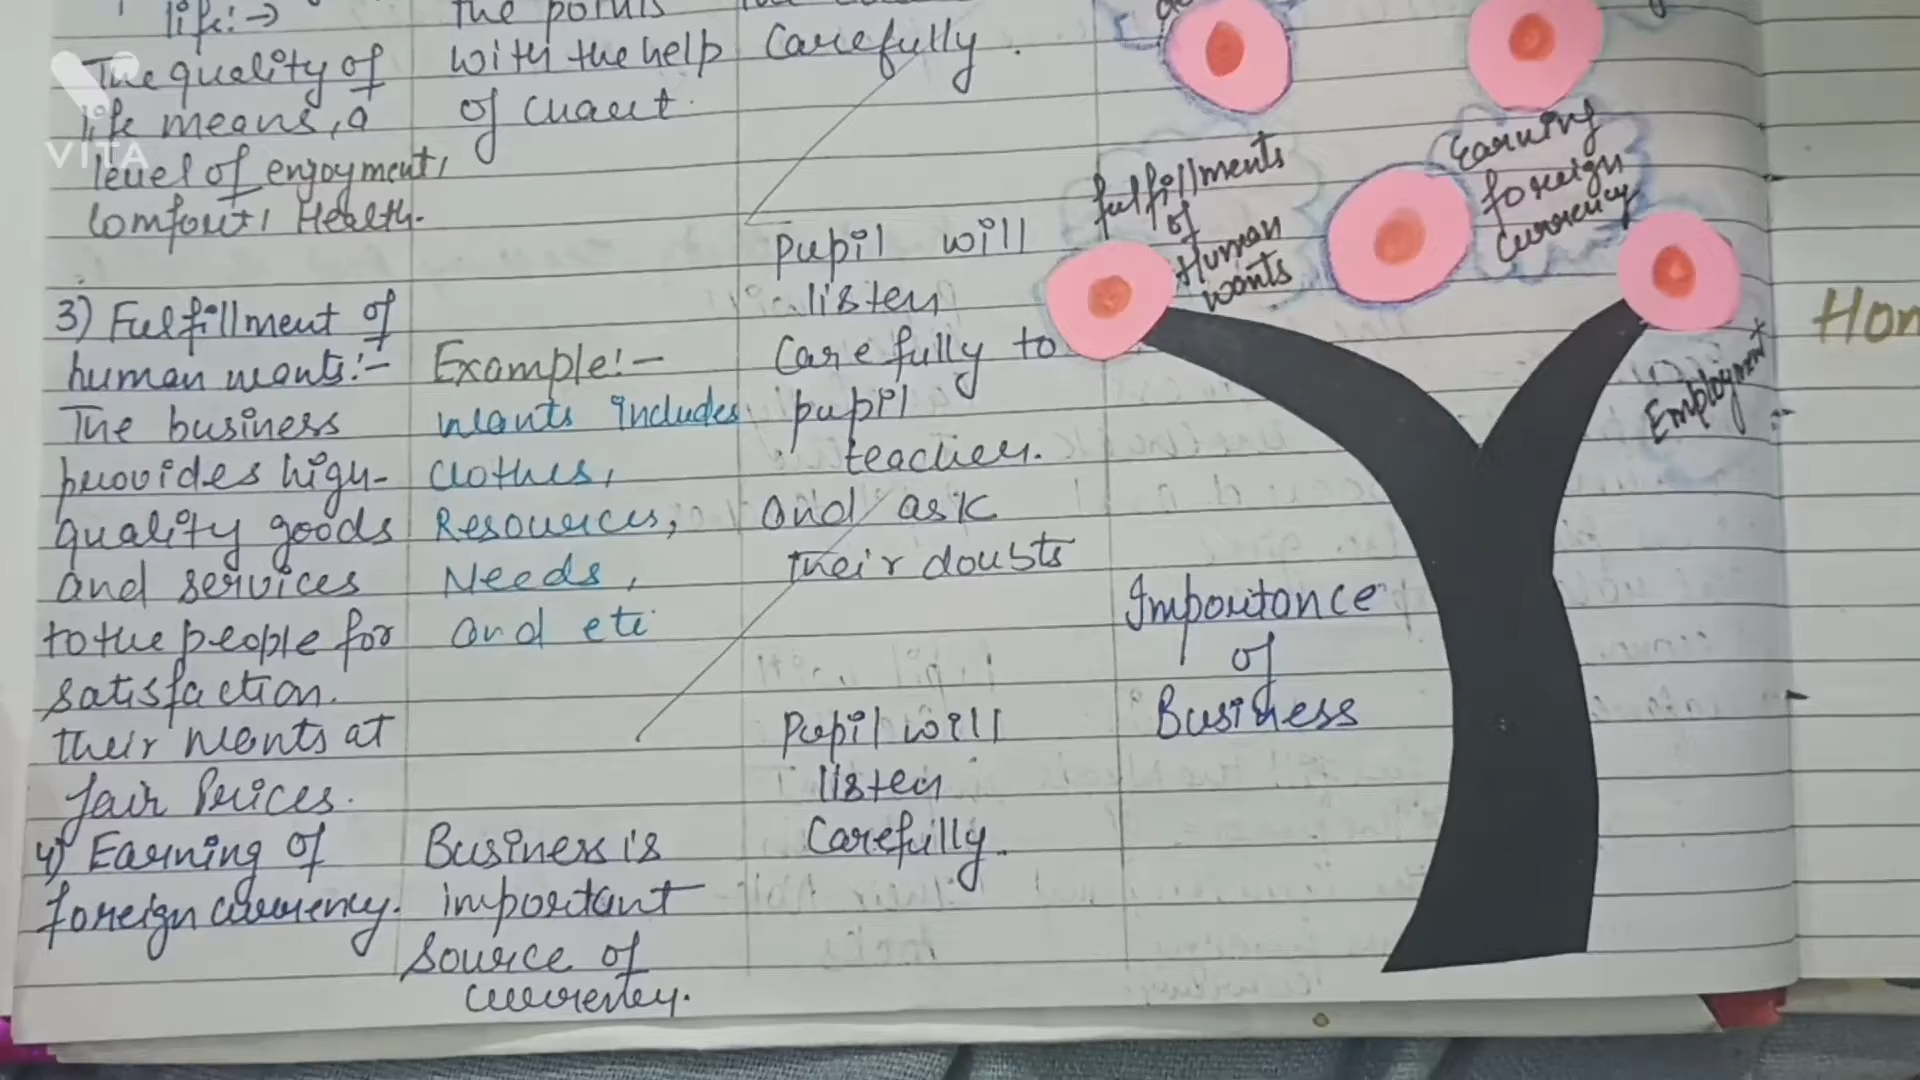 life:→
The quality of
life means, a
level of enjoyment,
Comfort, Health.
3) Fulfillment of
human wants:-
The business
provides high-
quality goods
and services
to the people for
satisfaction.
their wants at
fair Prices.
4) Earning of
foreign currency.
the points
with the help
of Chart.
Example:-
wants includes
Clothes,
Resources,
Needs,
and etc
Business is
important
source of
currency.
Carefully.
Pupil will
listen
Carefully to
pupil
teacher.
and ask
their doubts
Pupil will
listen
Carefully.
fulfillments
of
Human
wants
Earning
foreign
currency
Employment
Importance
of
Business
VITA